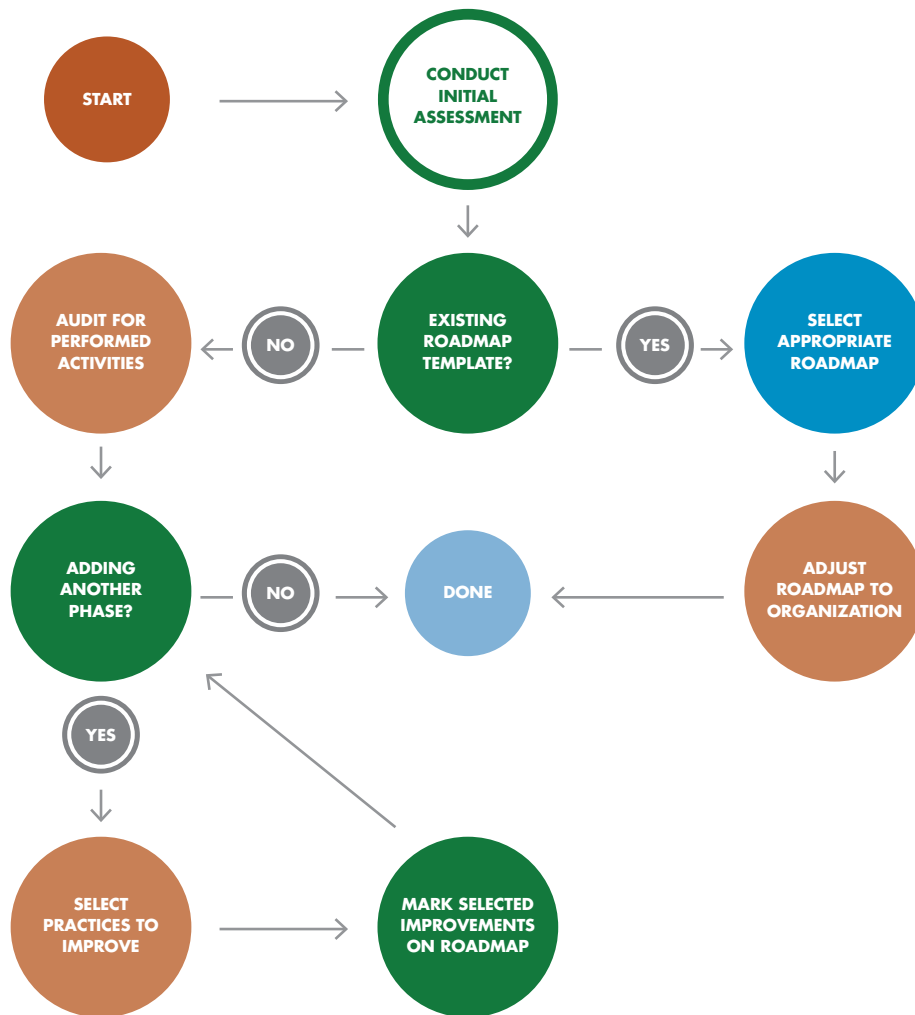 START
CONDUCT
INITIAL
ASSESSMENT
AUDIT FOR
PERFORMED
ACTIVITIES
NO
EXISTING
ROADMAP
TEMPLATE?
YES
SELECT
APPROPRIATE
ROADMAP
ADDING
ANOTHER
PHASE?
NO
DONE
ADJUST
ROADMAP TO
ORGANIZATION
YES
SELECT
PRACTICES TO
IMPROVE
MARK SELECTED
IMPROVEMENTS
ON ROADMAP